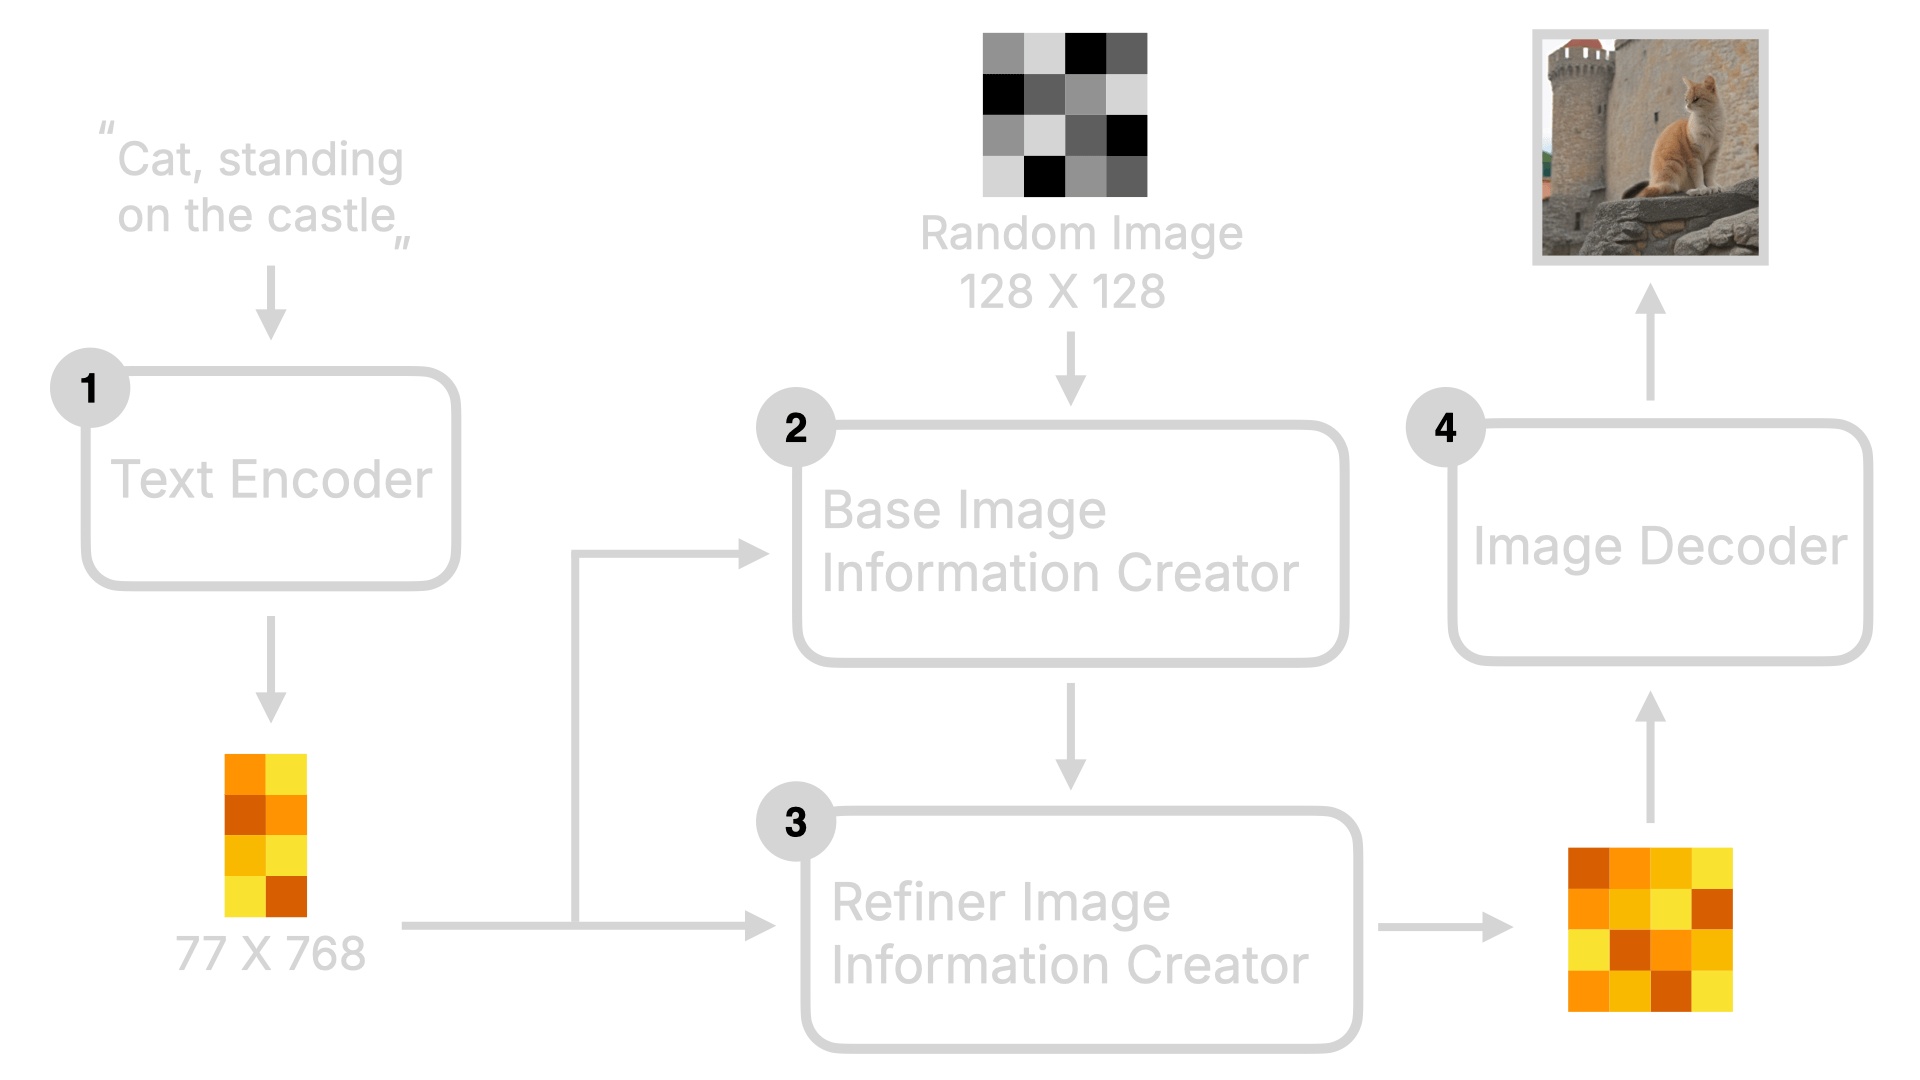 “
Cat, standing
on the castle
”
1
Text Encoder
77 X 768
Random Image
128 X 128
2
Base Image
Information Creator
3
Refiner Image
Information Creator
4
Image Decoder